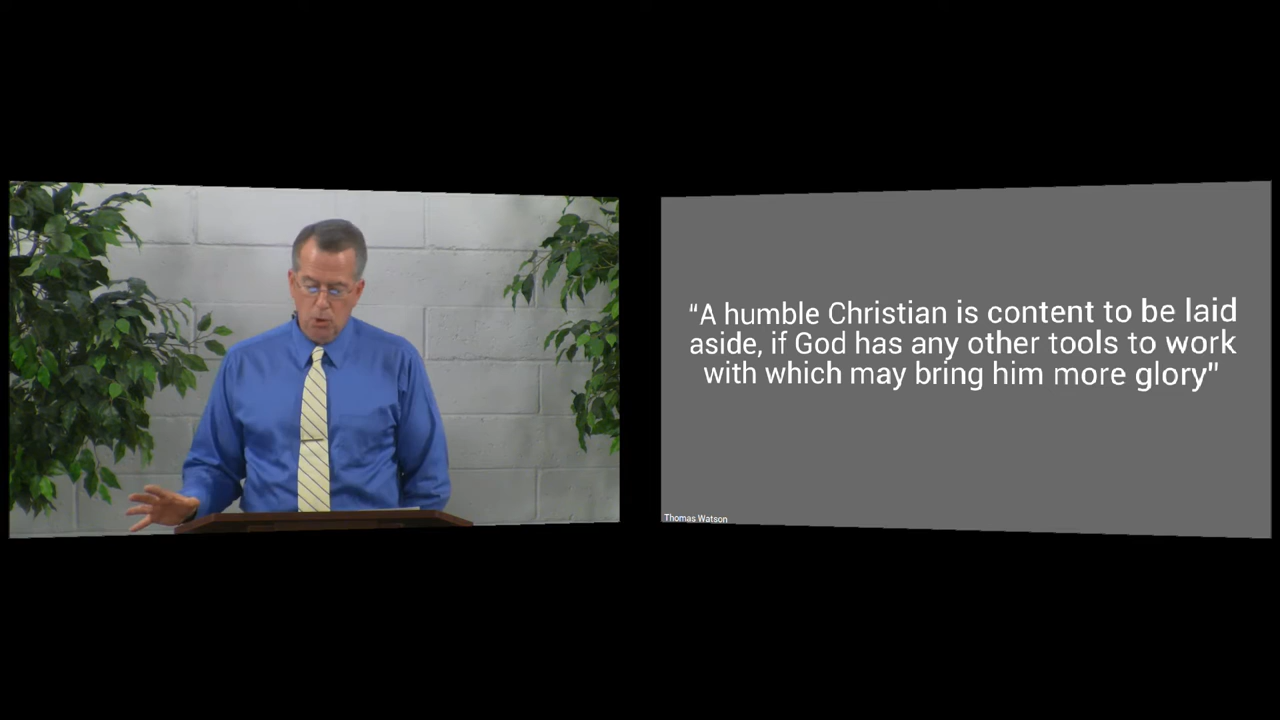 “A humble Christian is content to be laid
aside, if God has any other tools to work
with which may bring him more glory”
Thomas Watson